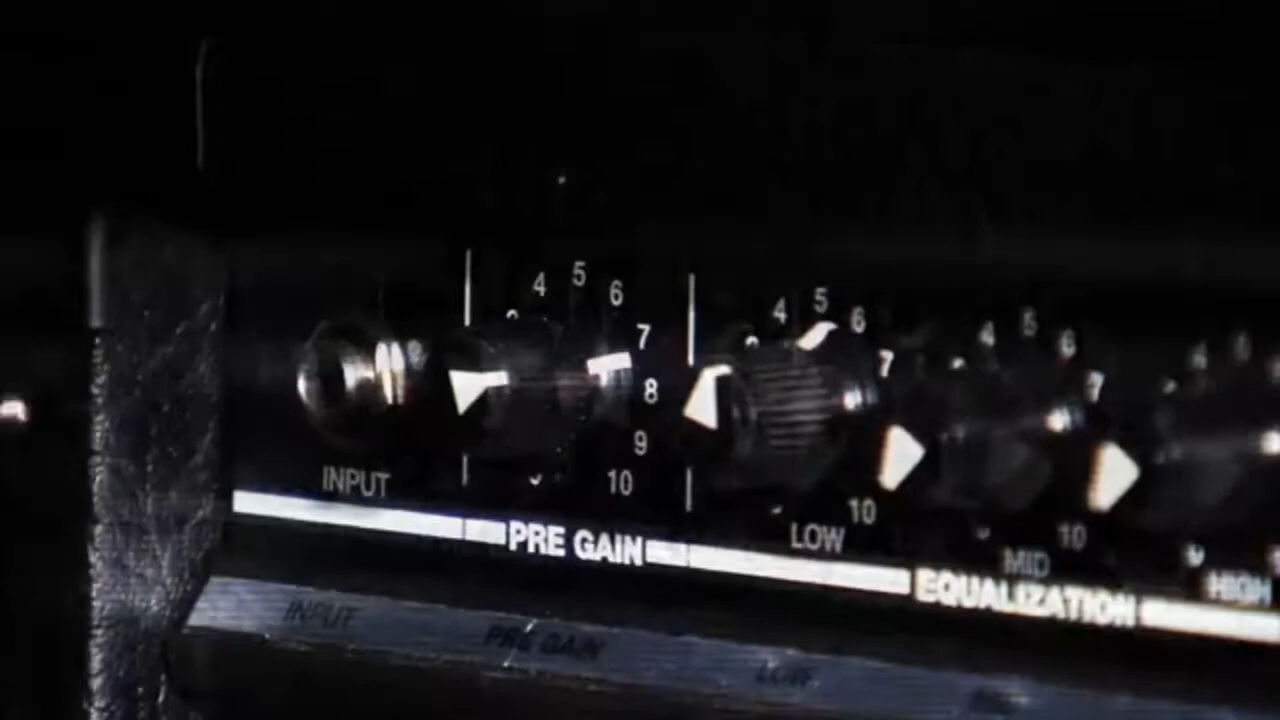 4 5 6
7
8
9
10
INPUT
PRE GAIN
4 5 6
7
10
LOW
4 5 6
7
10
MID
EQUALIZATION
HIGH
INPUT
PRE GAIN
LOW